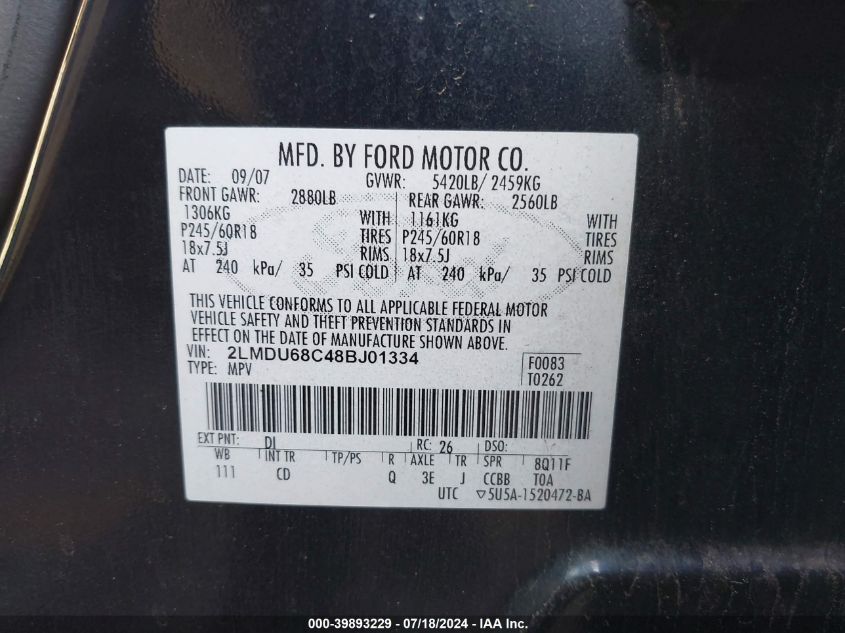 MFD. BY FORD MOTOR CO.
DATE: 09/07 GVWR: 5420LB/ 2459KG
FRONT GAWR: 2880LB REAR GAWR: 2560LB
1306KG WITH 1161KG WITH
P245/60R18 TIRES P245/60R18 TIRES
18x7.5J RIMS 18x7.5J RIMS
AT 240 kPa/ 35 PSI COLD AT 240 kPa/ 35 PSI COLD
THIS VEHICLE CONFORMS TO ALL APPLICABLE FEDERAL MOTOR
VEHICLE SAFETY AND THEFT PREVENTION STANDARDS IN
EFFECT ON THE DATE OF MANUFACTURE SHOWN ABOVE.
VIN: 2LMDU68C48BJ01334 F0083
TYPE: MPV T0262
EXT PNT: DL RC: 26 DSO:
WB INT TR TP/PS R AXLE TR SPR 8Q11F
111 CD Q 3E J CCBB TOA
UTC ▽5U5A-1520472-BA
000-39893229 - 07/18/2024 - IAA Inc.